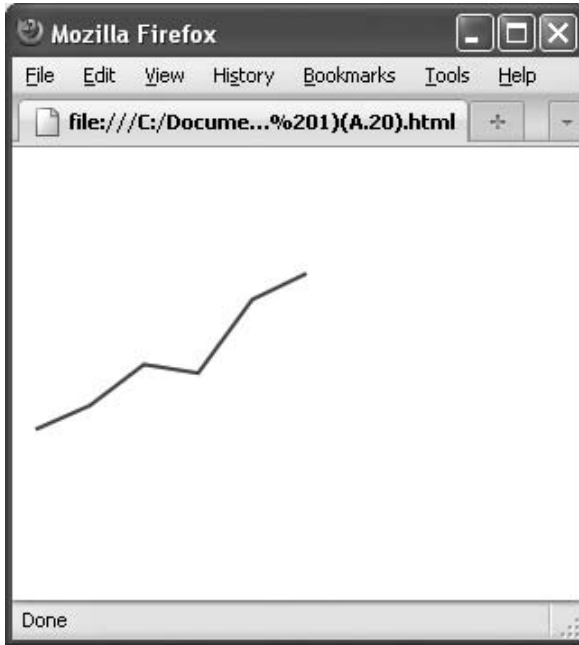 Mozilla Firefox
File Edit View History Bookmarks Tools Help
file:///C:/Docume...%201)(A.20).html
Done